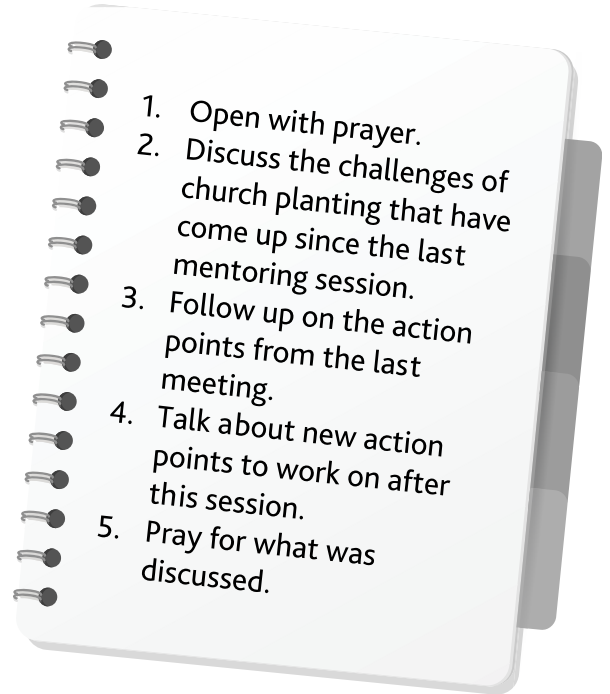 1. Open with prayer.
2. Discuss the challenges of
church planting that have
come up since the last
mentoring session.
3. Follow up on the action
points from the last
meeting.
4. Talk about new action
points to work on after
this session.
5. Pray for what was
discussed.